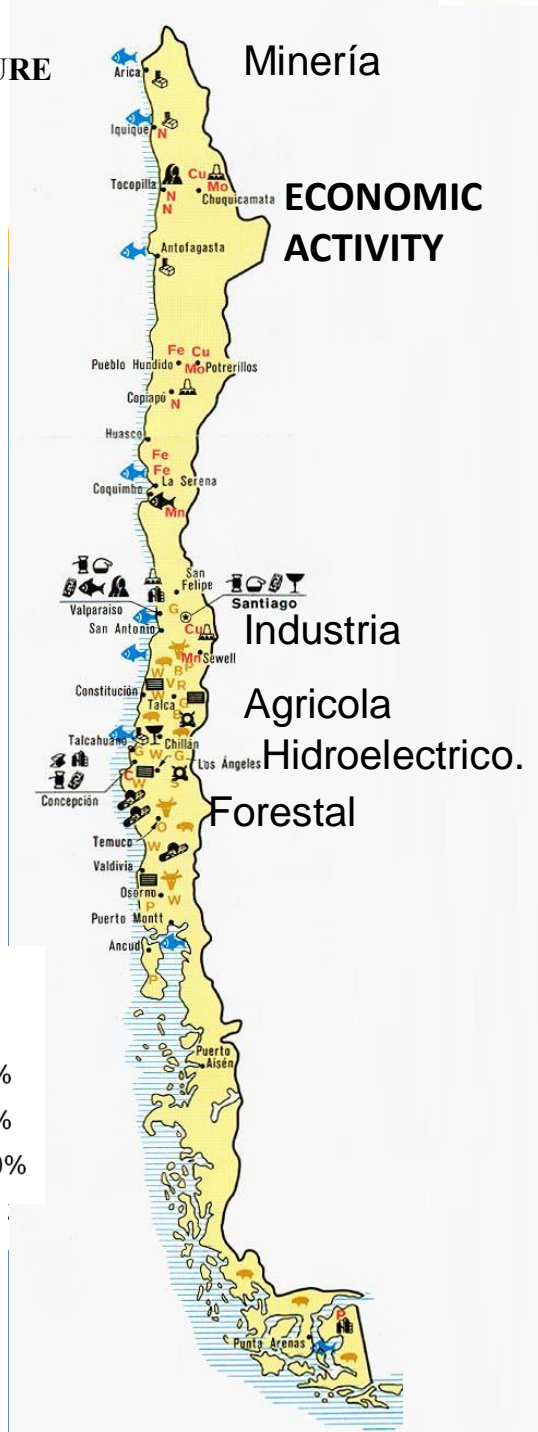 URE
Minería
Arica
Iquique
N
Tocopilla
Cu
Mo
N
N
Chuquicamata
ECONOMIC
ACTIVITY
Antofagasta
Fe Cu
Pueblo Hundido
Mo Potrerillos
Copiapú
N
Huasco
Fe
Fe
La Serena
Coquimbo
Mn
San
Felipe
Santiago
Valparaíso
G
San Antonio
Cu
Industria
Mn Sewell
W B P
V R
Constitución
W
Talca
G
B
Agricola
Talcahuano
Chillán
G W G
Los Ángeles
Hidroelectrico.
C
W
S
Concepción
Forestal
Temuco
O
W
Valdivia
Osorno
P W
Puerto Montt
Ancud
P
%
%
0%
Puerto
Aisén
P
Punta Arenas